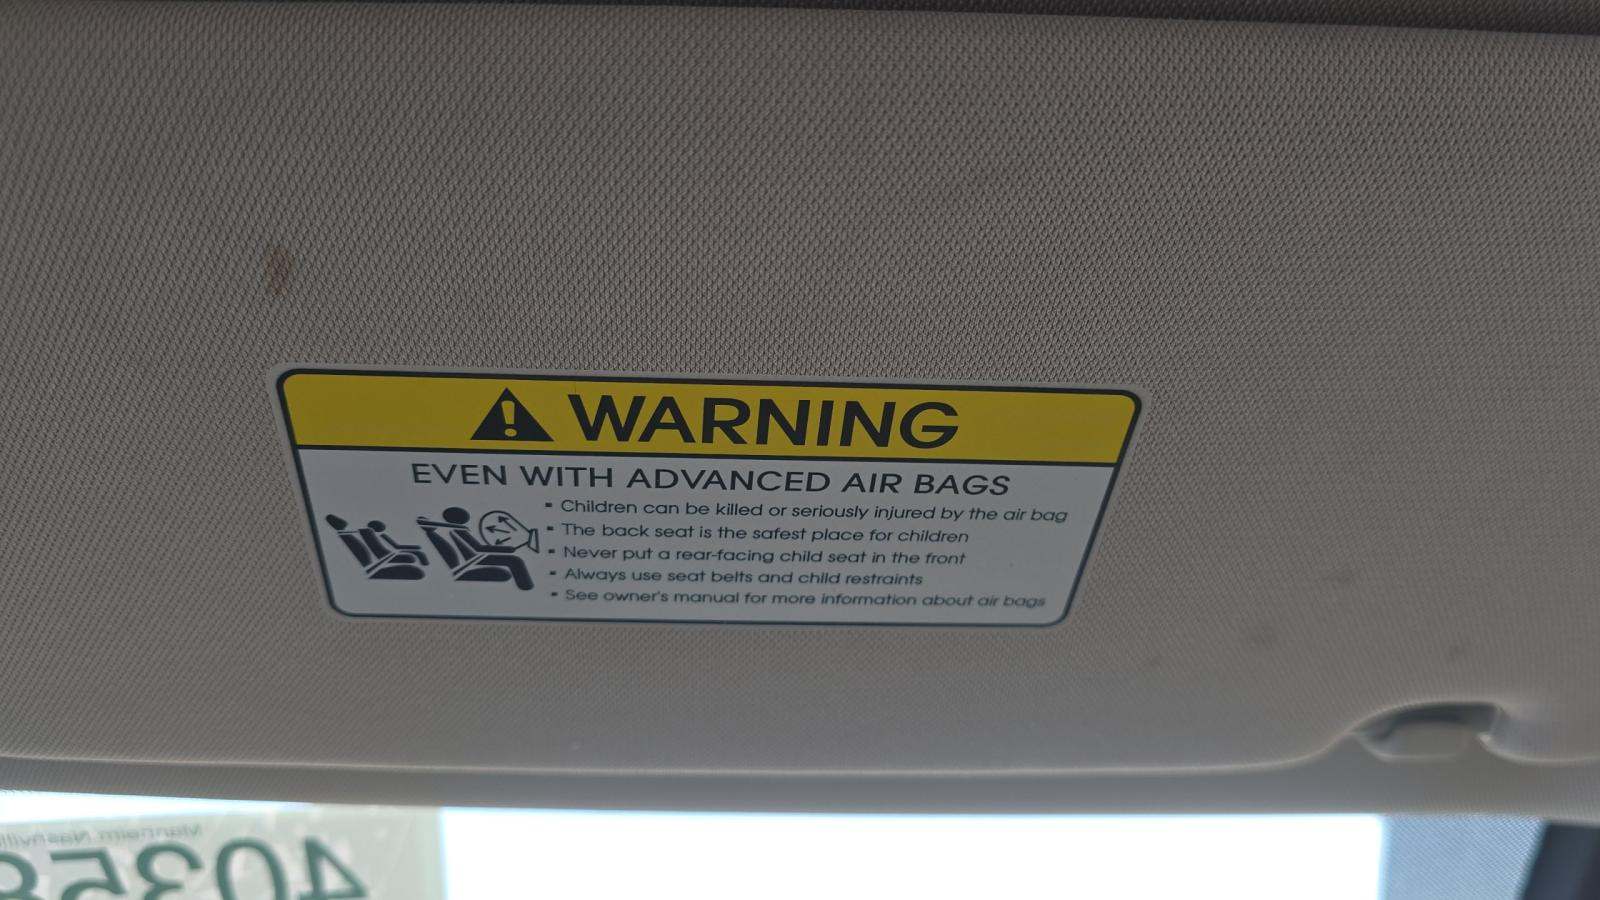 WARNING
EVEN WITH ADVANCED AIR BAGS
▪ Children can be killed or seriously injured by the air bag
▪ The back seat is the safest place for children
▪ Never put a rear-facing child seat in the front
▪ Always use seat belts and child restraints
▪ See owner's manual for more information about air bags
Manheim
40358